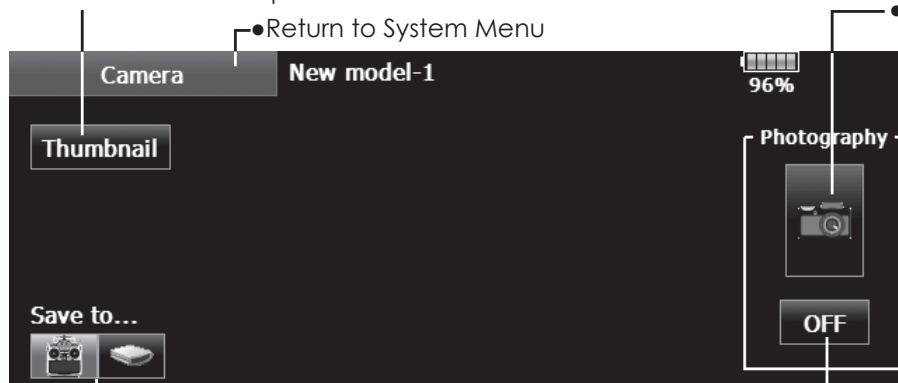 Return to System Menu
Camera
New model-1
96%
Thumbnail
Photography
Save to...
OFF